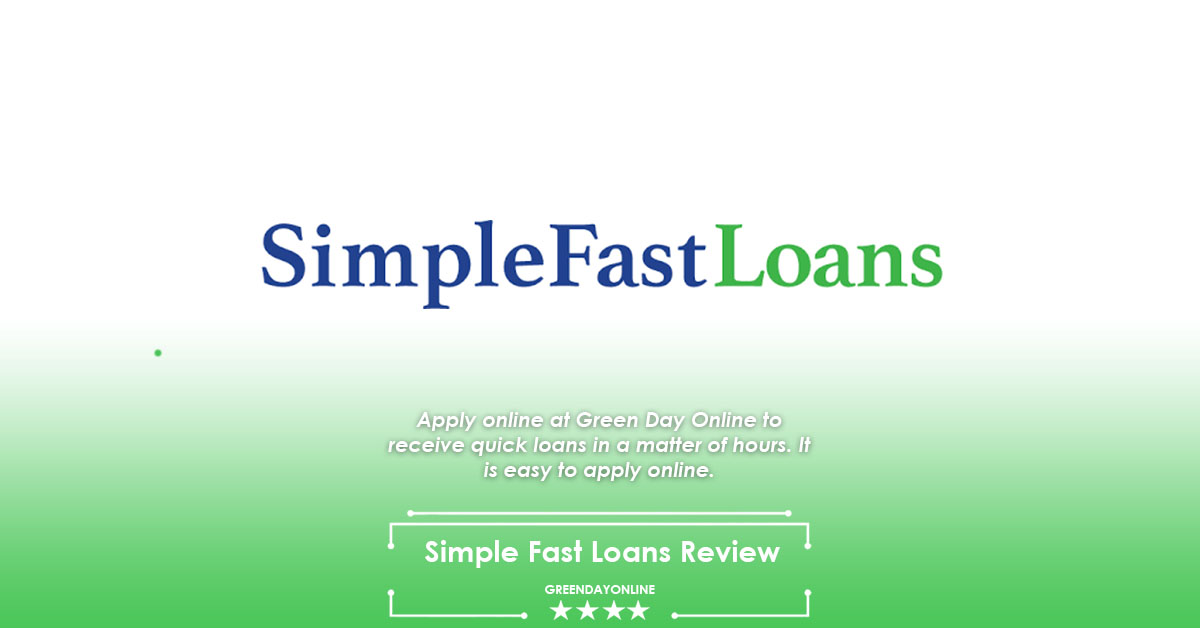 SimpleFastLoans
Apply online at Green Day Online to
receive quick loans in a matter of hours. It
is easy to apply online.
Simple Fast Loans Review
GREENDAYONLINE